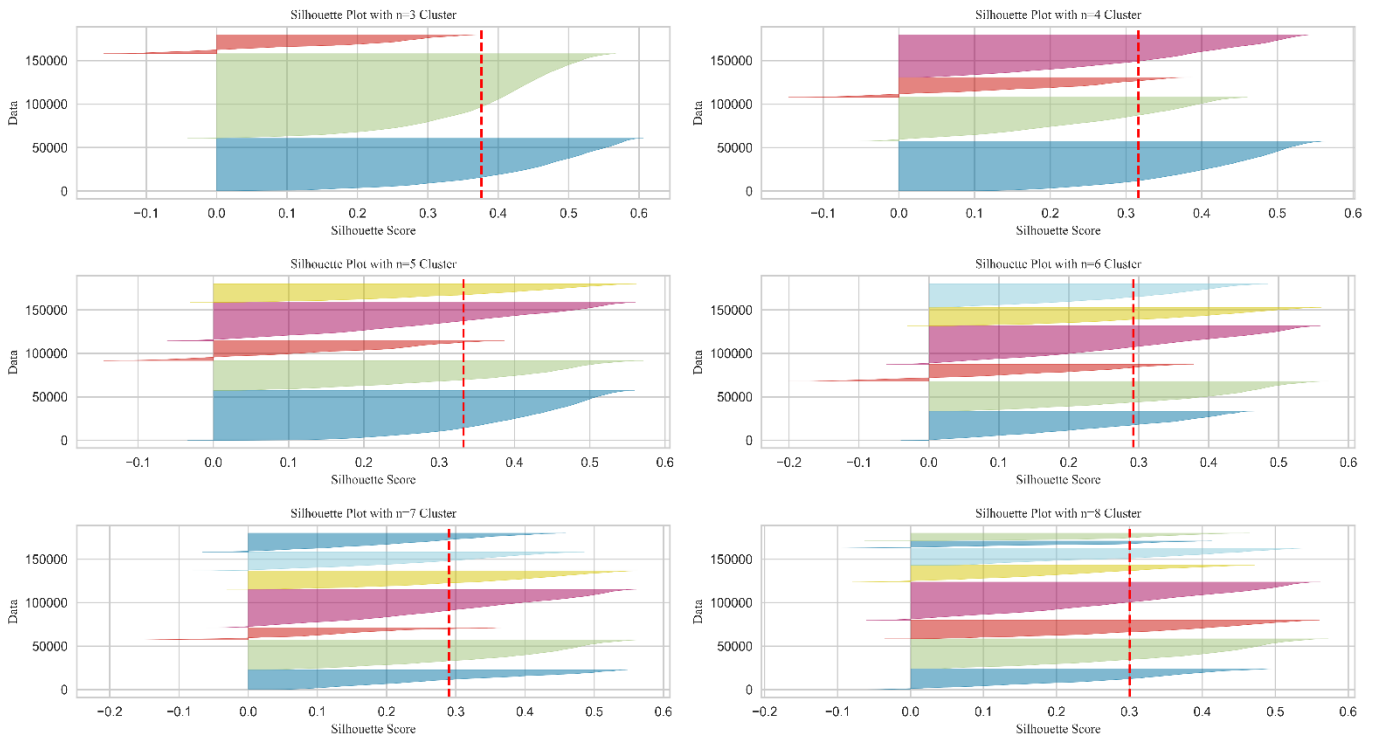 Silhouette Plot with n=3 Cluster
Data
150000
100000
50000
0
−0.1 0.0 0.1 0.2 0.3 0.4 0.5 0.6
Silhouette Score
Silhouette Plot with n=4 Cluster
Data
150000
100000
50000
0
−0.1 0.0 0.1 0.2 0.3 0.4 0.5 0.6
Silhouette Score
Silhouette Plot with n=5 Cluster
Data
150000
100000
50000
0
−0.1 0.0 0.1 0.2 0.3 0.4 0.5 0.6
Silhouette Score
Silhouette Plot with n=6 Cluster
Data
150000
100000
50000
0
−0.2 −0.1 0.0 0.1 0.2 0.3 0.4 0.5 0.6
Silhouette Score
Silhouette Plot with n=7 Cluster
Data
150000
100000
50000
0
−0.2 −0.1 0.0 0.1 0.2 0.3 0.4 0.5 0.6
Silhouette Score
Silhouette Plot with n=8 Cluster
Data
150000
100000
50000
0
−0.2 −0.1 0.0 0.1 0.2 0.3 0.4 0.5 0.6
Silhouette Score